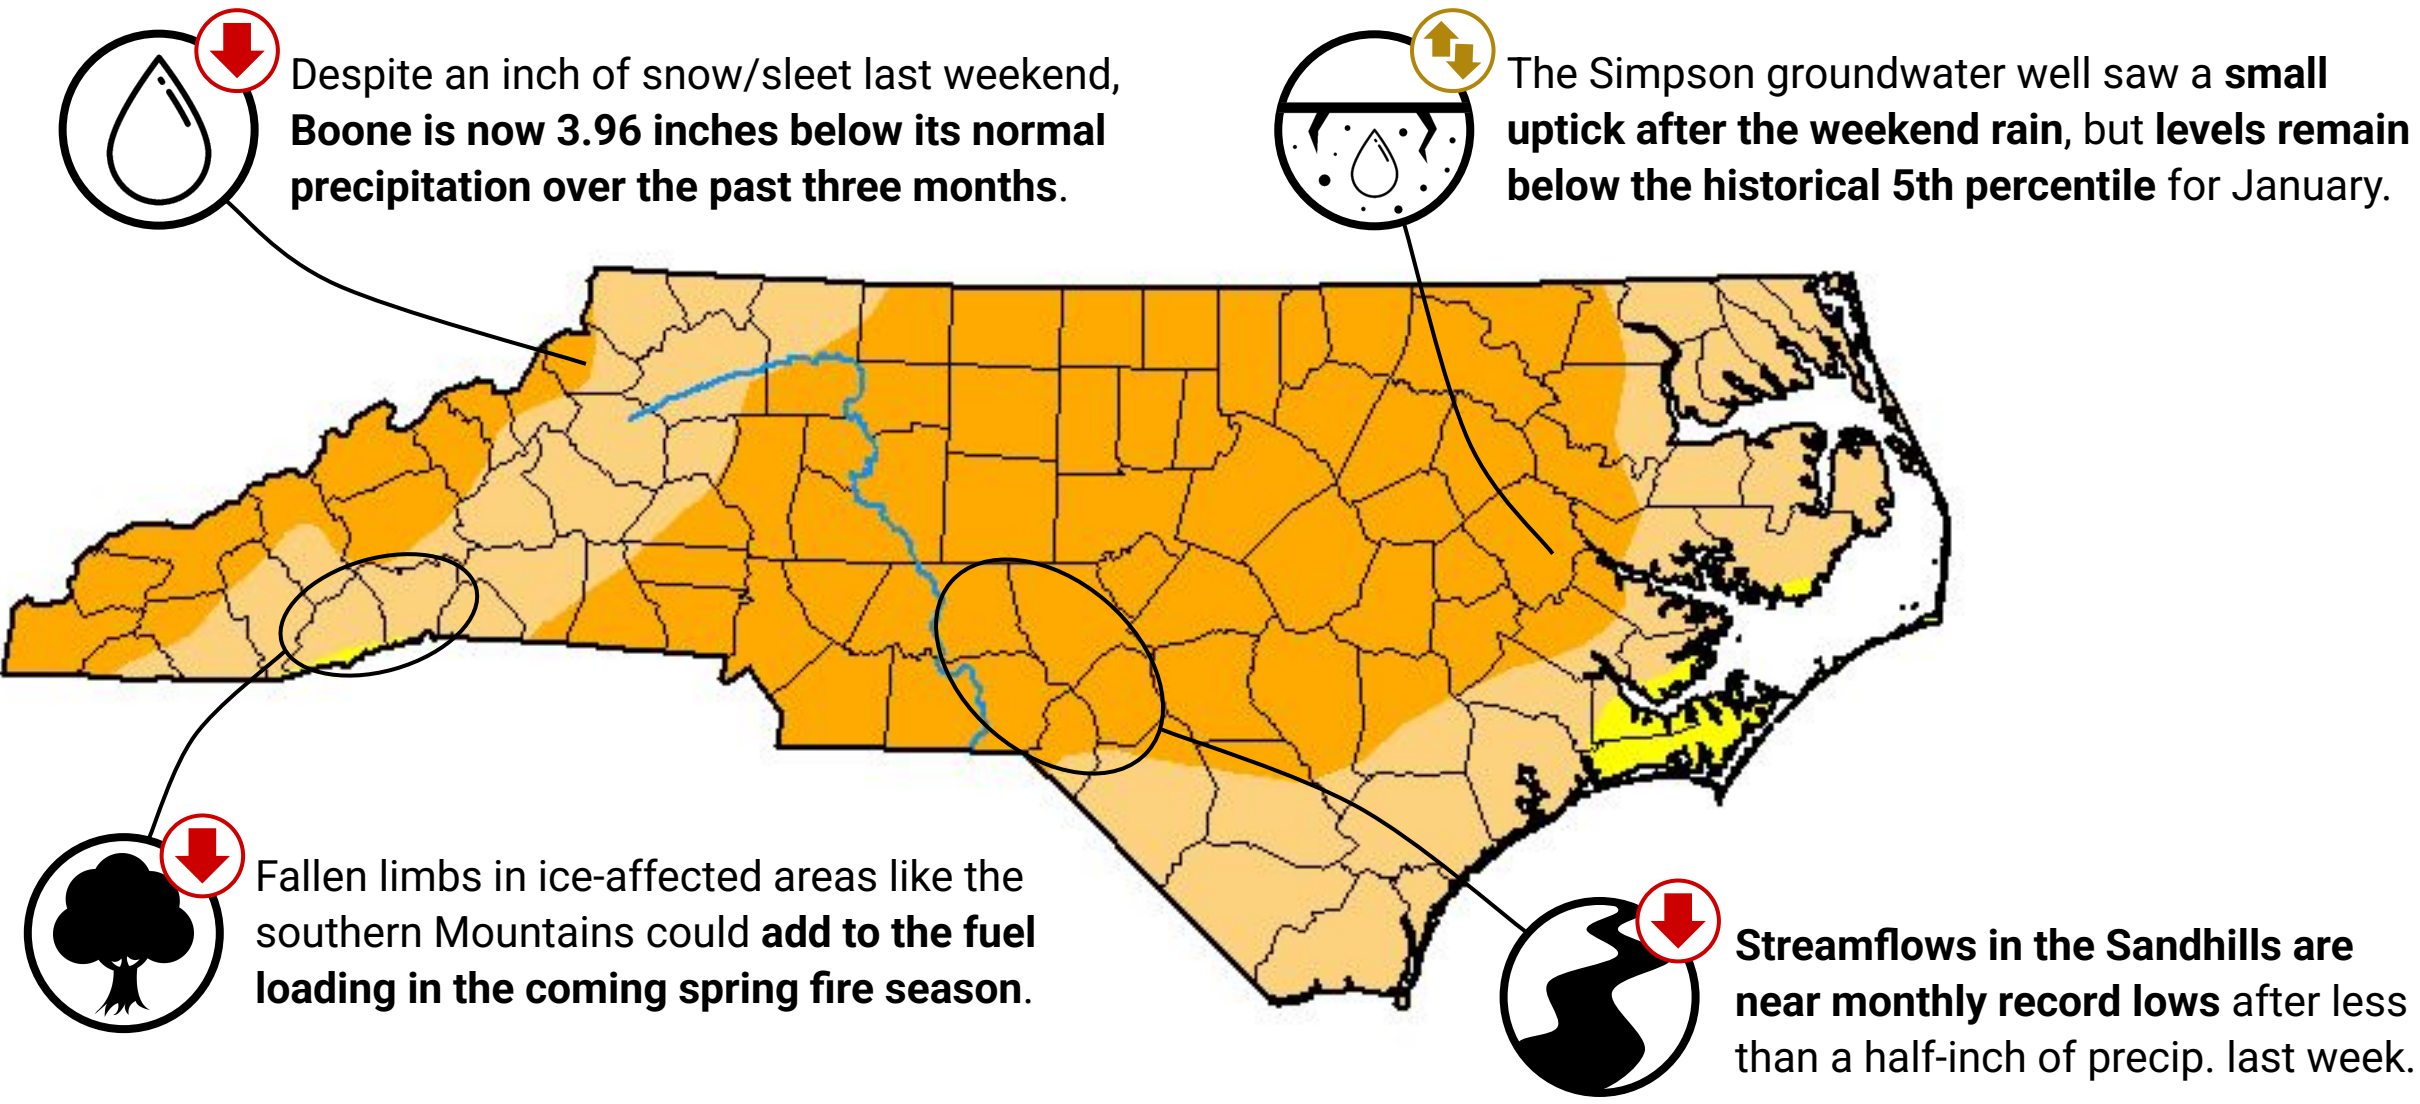 Despite an inch of snow/sleet last weekend,
Boone is now 3.96 inches below its normal
precipitation over the past three months.
The Simpson groundwater well saw a small
uptick after the weekend rain, but levels remain
below the historical 5th percentile for January.
Fallen limbs in ice-affected areas like the
southern Mountains could add to the fuel
loading in the coming spring fire season.
Streamflows in the Sandhills are
near monthly record lows after less
than a half-inch of precip. last week.